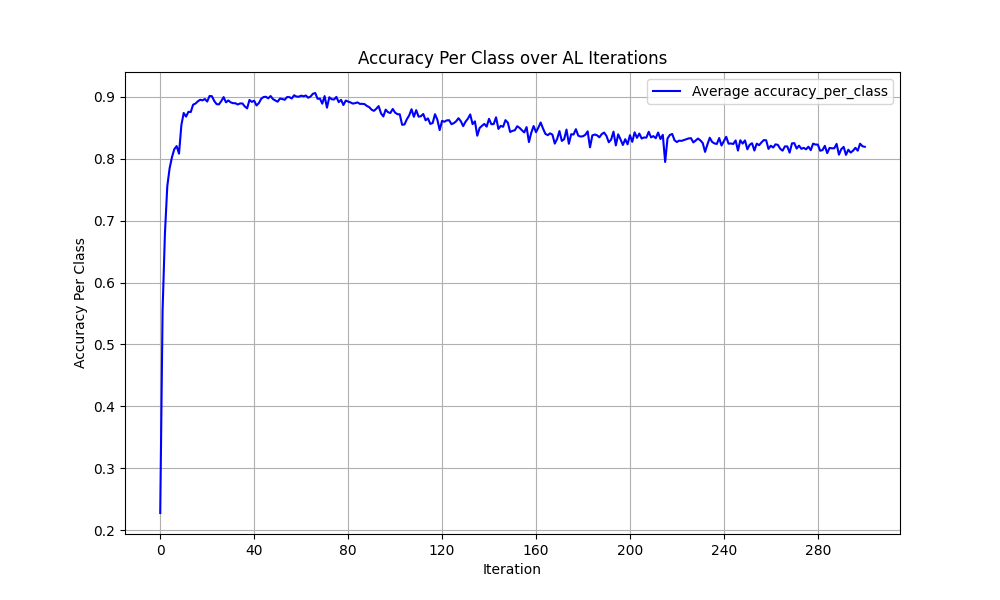 Accuracy Per Class over AL Iterations
Average accuracy_per_class
Accuracy Per Class
0.9
0.8
0.7
0.6
0.5
0.4
0.3
0.2
0 40 80 120 160 200 240 280
Iteration